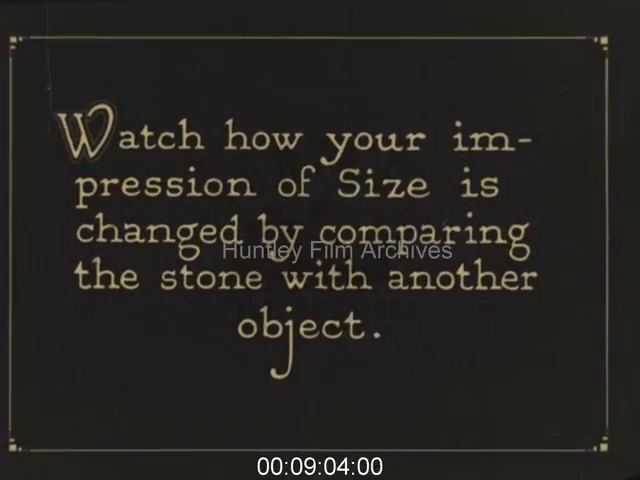 Watch how your im-
pression of Size is
changed by comparing
Huntley Film Archives
the stone with another
object.
00:09:04:00